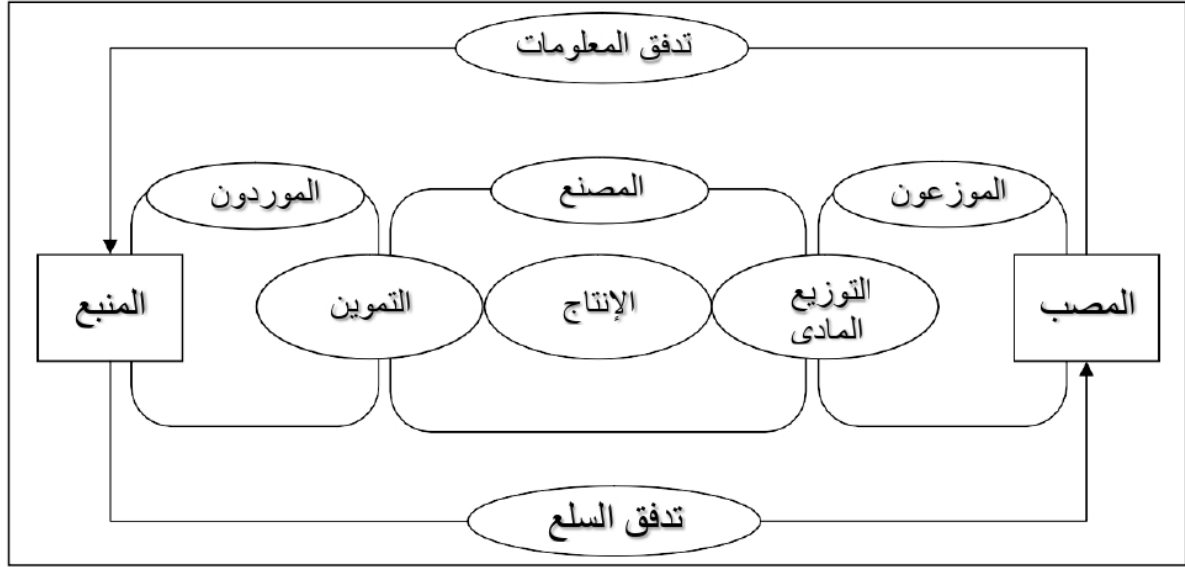 تدفق المعلومات
الموزعون
المصنع
الموردون
المصب
التوزيع
المادى
الإنتاج
التموين
المنبع
تدفق السلع